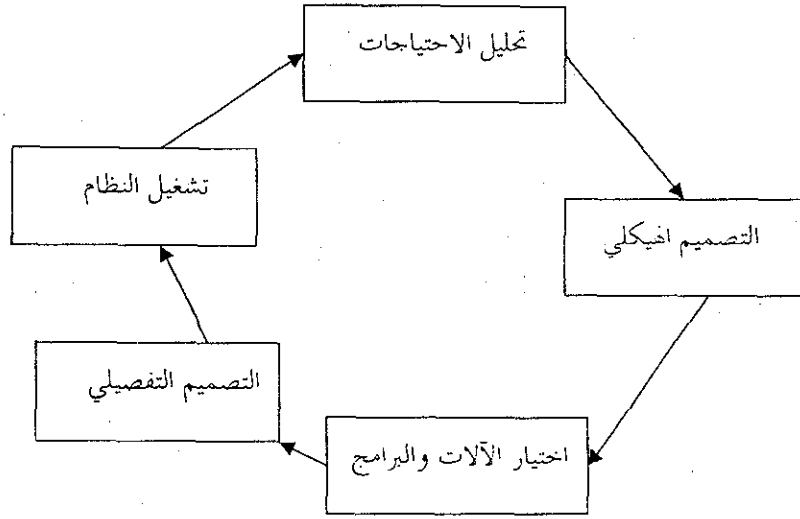 تحليل الاحتياجات
التصميم الهيكلي
اختيار الآلات والبرامج
التصميم التفصيلي
تشغيل النظام